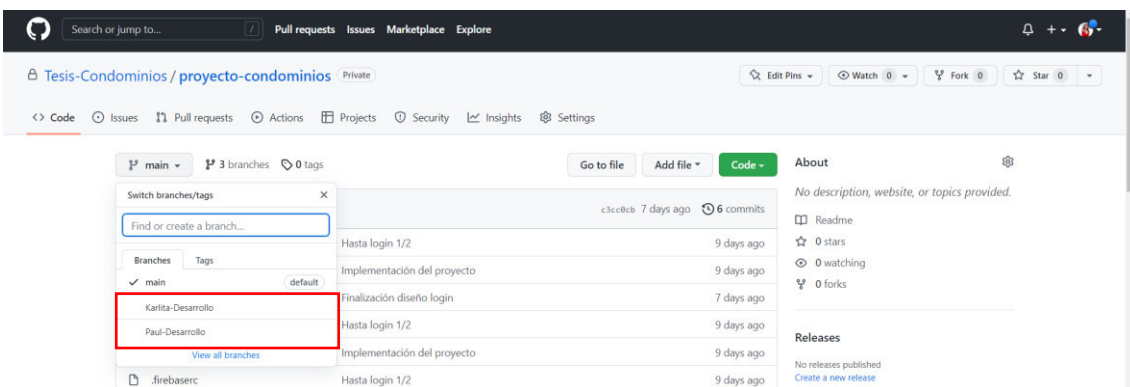 Search or jump to... / Pull requests Issues Marketplace Explore
Tesis-Condominios / proyecto-condominios Private Edit Pins Watch 0 Fork 0 Star 0
Code Issues Pull requests Actions Projects Security Insights Settings
main 3 branches 0 tags Go to file Add file Code
Switch branches/tags
Find or create a branch...
Branches Tags
main default
Karlita-Desarrollo
Paul-Desarrollo
View all branches
.firebaserc
c3cc0cb 7 days ago 6 commits
Hasta login 1/2 9 days ago
Implementación del proyecto 9 days ago
Finalización diseño login 7 days ago
Hasta login 1/2 9 days ago
Implementación del proyecto 9 days ago
Hasta login 1/2 9 days ago
About
No description, website, or topics provided.
Readme
0 stars
0 watching
0 forks
Releases
No releases published
Create a new release